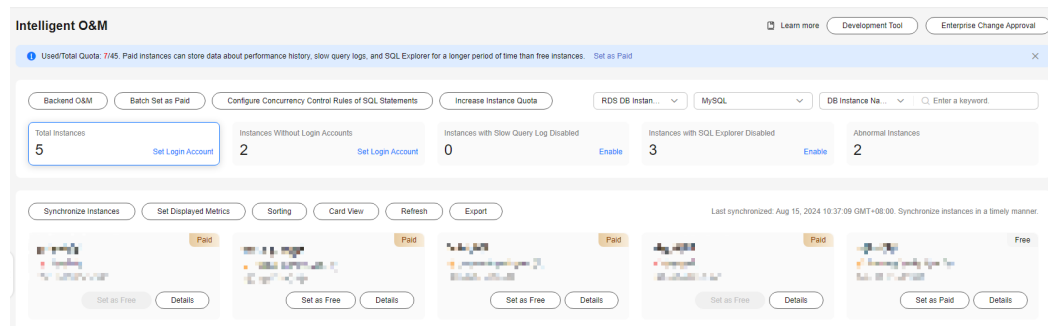 Intelligent O&M
Learn more
Development Tool
Enterprise Change Approval
Used/Total Quota: 7/45. Paid instances can store data about performance history, slow query logs, and SQL Explorer for a longer period of time than free instances. Set as Paid
Backend O&M
Batch Set as Paid
Configure Concurrency Control Rules of SQL Statements
Increase Instance Quota
RDS DB Instan...
MySQL
DB Instance Na...
Enter a keyword.
Total Instances
5
Set Login Account
Instances Without Login Accounts
2
Set Login Account
Instances with Slow Query Log Disabled
0
Enable
Instances with SQL Explorer Disabled
3
Enable
Abnormal Instances
2
Synchronize Instances
Set Displayed Metrics
Sorting
Card View
Refresh
Export
Last synchronized: Aug 15, 2024 10:37:09 GMT+08:00. Synchronize instances in a timely manner.
Paid
Set as Free
Details
Paid
Set as Free
Details
Paid
Set as Free
Details
Paid
Set as Free
Details
Free
Set as Paid
Details